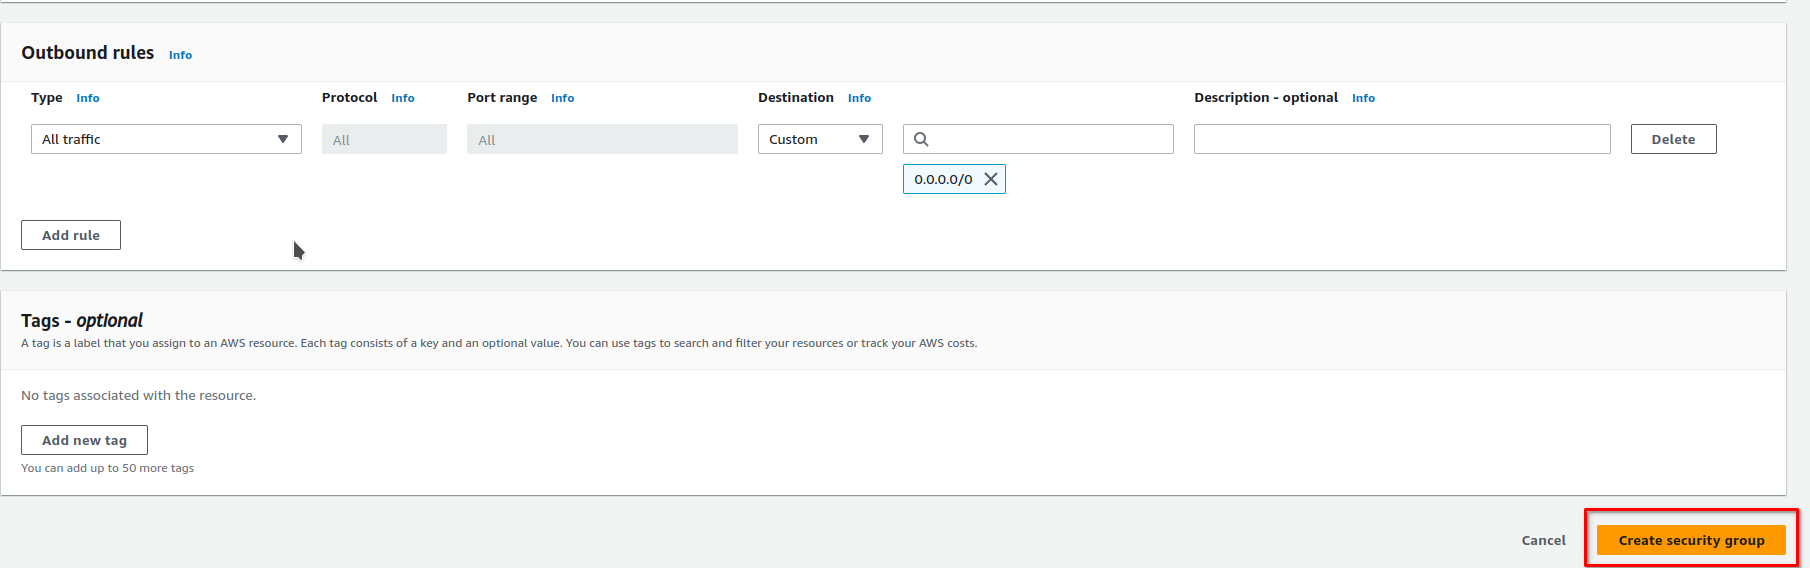 Outbound rules Info
Type Info Protocol Info Port range Info Destination Info Description - optional Info
All traffic All All Custom Delete
0.0.0.0/0
Add rule
Tags - optional
A tag is a label that you assign to an AWS resource. Each tag consists of a key and an optional value. You can use tags to search and filter your resources or track your AWS costs.
No tags associated with the resource.
Add new tag
You can add up to 50 more tags
Cancel Create security group